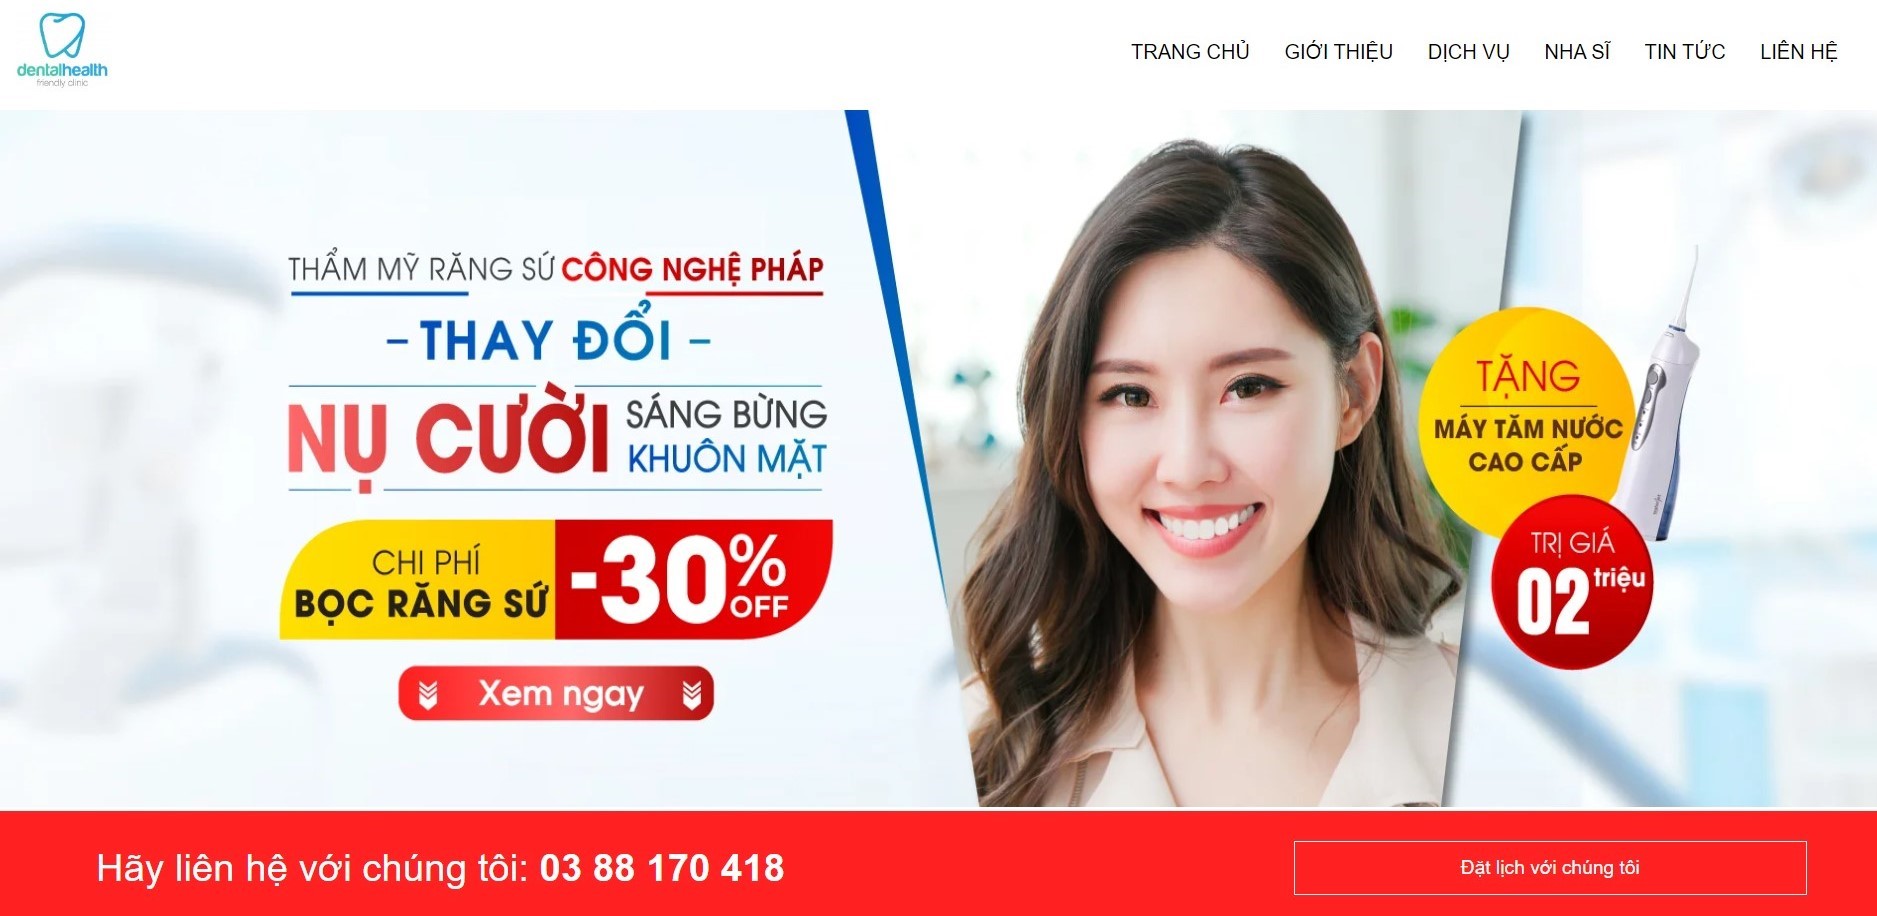 dentalhealth
friendly clinic
TRANG CHỦ GIỚI THIỆU DỊCH VỤ NHA SĨ TIN TỨC LIÊN HỆ
THẨM MỸ RĂNG SỨ CÔNG NGHỆ PHÁP
- THAY ĐỔI -
NỤ CƯỜI
SÁNG BỪNG
KHUÔN MẶT
CHI PHÍ
BỌC RĂNG SỨ
-30%
OFF
Xem ngay
TẶNG
MÁY TĂM NƯỚC
CAO CẤP
TRỊ GIÁ
02 triệu
Hãy liên hệ với chúng tôi: 03 88 170 418
Đặt lịch với chúng tôi